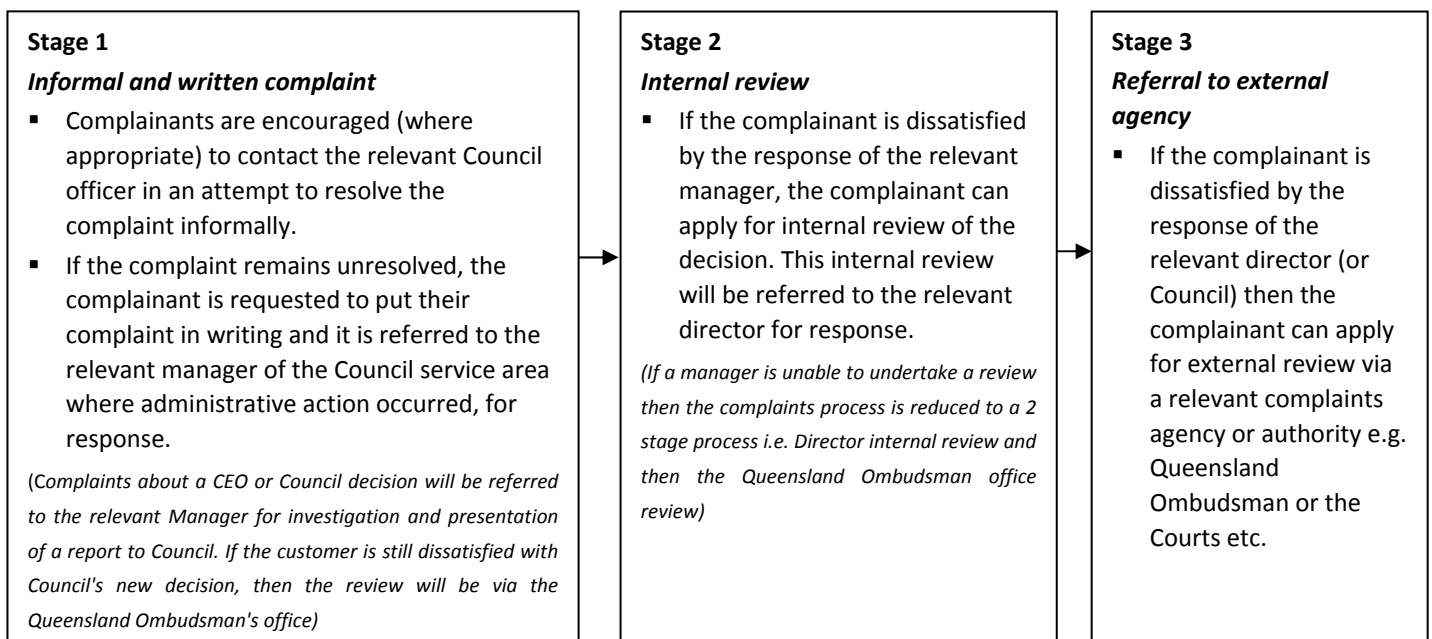 Stage 1
Informal and written complaint
▪ Complainants are encouraged (where
appropriate) to contact the relevant Council
officer in an attempt to resolve the
complaint informally.
▪ If the complaint remains unresolved, the
complainant is requested to put their
complaint in writing and it is referred to the
relevant manager of the Council service area
where administrative action occurred, for
response.
(Complaints about a CEO or Council decision will be referred
to the relevant Manager for investigation and presentation
of a report to Council. If the customer is still dissatisfied with
Council's new decision, then the review will be via the
Queensland Ombudsman's office)
Stage 2
Internal review
▪ If the complainant is dissatisfied
by the response of the relevant
manager, the complainant can
apply for internal review of the
decision. This internal review
will be referred to the relevant
director for response.
(If a manager is unable to undertake a review
then the complaints process is reduced to a 2
stage process i.e. Director internal review and
then the Queensland Ombudsman office
review)
Stage 3
Referral to external
agency
▪ If the complainant is
dissatisfied by the
response of the
relevant director (or
Council) then the
complainant can apply
for external review via
a relevant complaints
agency or authority e.g.
Queensland
Ombudsman or the
Courts etc.